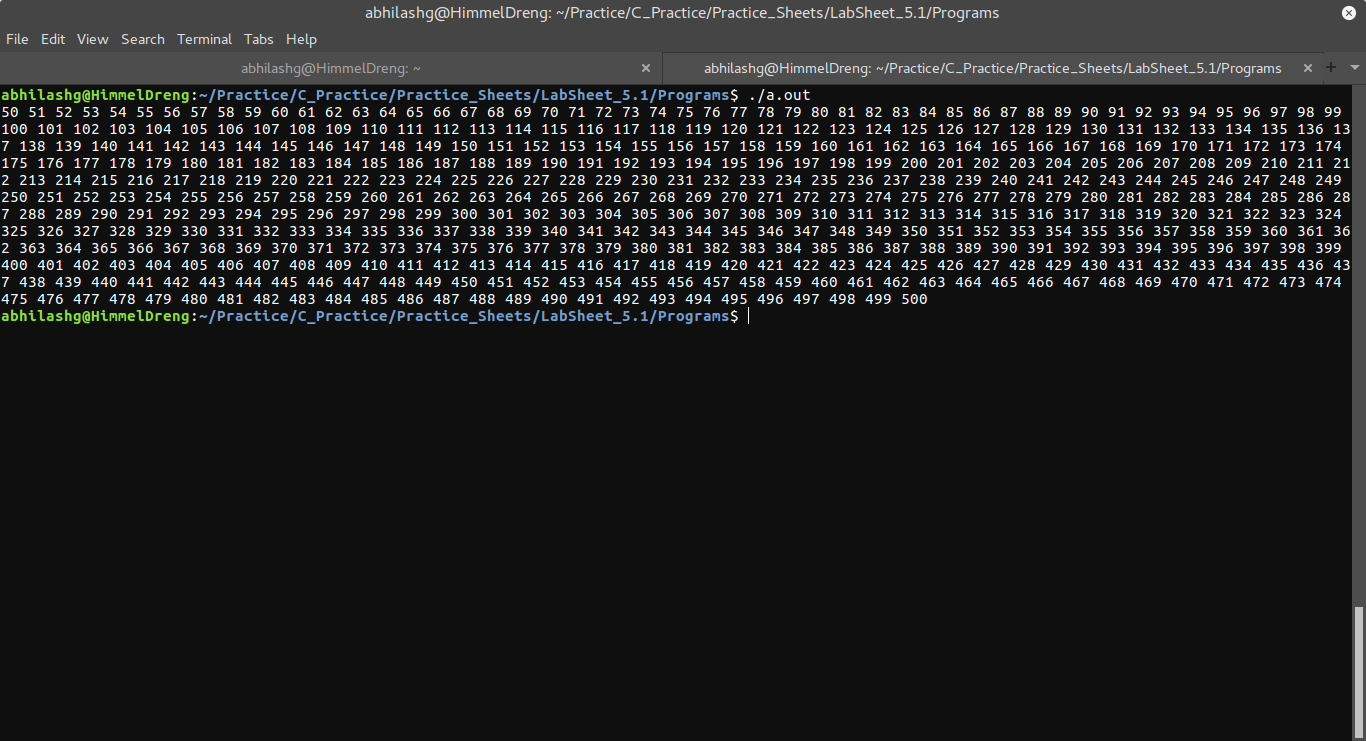 abhilashg@HimmelDreng: ~/Practice/C_Practice/Practice_Sheets/LabSheet_5.1/Programs
File Edit View Search Terminal Tabs Help
abhilashg@HimmelDreng: ~ abhilashg@HimmelDreng: ~/Practice/C_Practice/Practice_Sheets/LabSheet_5.1/Programs
abhilashg@HimmelDreng:~/Practice/C_Practice/Practice_Sheets/LabSheet_5.1/Programs$ ./a.out
50 51 52 53 54 55 56 57 58 59 60 61 62 63 64 65 66 67 68 69 70 71 72 73 74 75 76 77 78 79 80 81 82 83 84 85 86 87 88 89 90 91 92 93 94 95 96 97 98 99
100 101 102 103 104 105 106 107 108 109 110 111 112 113 114 115 116 117 118 119 120 121 122 123 124 125 126 127 128 129 130 131 132 133 134 135 136 13
7 138 139 140 141 142 143 144 145 146 147 148 149 150 151 152 153 154 155 156 157 158 159 160 161 162 163 164 165 166 167 168 169 170 171 172 173 174
175 176 177 178 179 180 181 182 183 184 185 186 187 188 189 190 191 192 193 194 195 196 197 198 199 200 201 202 203 204 205 206 207 208 209 210 211 21
2 213 214 215 216 217 218 219 220 221 222 223 224 225 226 227 228 229 230 231 232 233 234 235 236 237 238 239 240 241 242 243 244 245 246 247 248 249
250 251 252 253 254 255 256 257 258 259 260 261 262 263 264 265 266 267 268 269 270 271 272 273 274 275 276 277 278 279 280 281 282 283 284 285 286 28
7 288 289 290 291 292 293 294 295 296 297 298 299 300 301 302 303 304 305 306 307 308 309 310 311 312 313 314 315 316 317 318 319 320 321 322 323 324
325 326 327 328 329 330 331 332 333 334 335 336 337 338 339 340 341 342 343 344 345 346 347 348 349 350 351 352 353 354 355 356 357 358 359 360 361 36
2 363 364 365 366 367 368 369 370 371 372 373 374 375 376 377 378 379 380 381 382 383 384 385 386 387 388 389 390 391 392 393 394 395 396 397 398 399
400 401 402 403 404 405 406 407 408 409 410 411 412 413 414 415 416 417 418 419 420 421 422 423 424 425 426 427 428 429 430 431 432 433 434 435 436 43
7 438 439 440 441 442 443 444 445 446 447 448 449 450 451 452 453 454 455 456 457 458 459 460 461 462 463 464 465 466 467 468 469 470 471 472 473 474
475 476 477 478 479 480 481 482 483 484 485 486 487 488 489 490 491 492 493 494 495 496 497 498 499 500
abhilashg@HimmelDreng:~/Practice/C_Practice/Practice_Sheets/LabSheet_5.1/Programs$